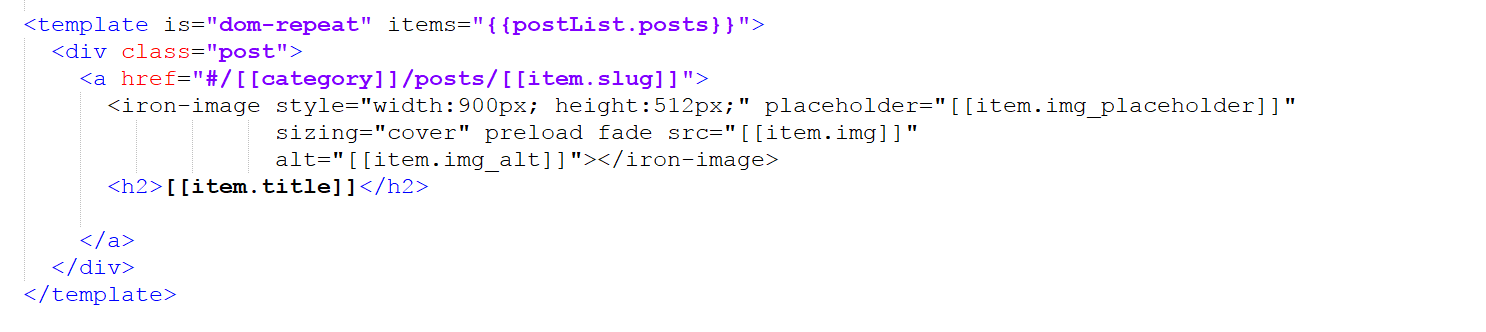 <template is="dom-repeat" items="{{postList.posts}}">
<div class="post">
<a href="#/[[category]]/posts/[[item.slug]]">
<iron-image style="width:900px; height:512px;" placeholder="[[item.img_placeholder]]"
sizing="cover" preload fade src="[[item.img]]"
alt="[[item.img_alt]]"></iron-image>
<h2>[[item.title]]</h2>
</a>
</div>
</template>